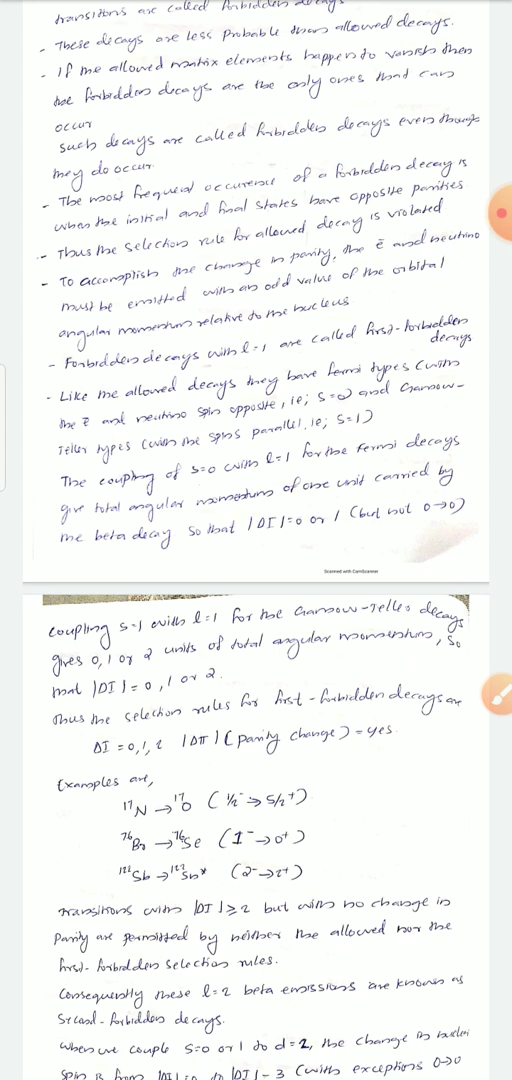 transitions are called forbidden decays
- These decays are less probable than allowed decays.
- If the allowed matrix elements happen to vanish then
the forbidden decays are the only ones that can
occur
such decays are called forbidden decays even though
they do occur.
- The most frequent occurence of a forbidden decay is
when the initial and final states have opposite parities.
- Thus the selection rule for allowed decay is violated
- To accomplish the change in parity, the e̅ and neutrino
must be emitted with an odd value of the orbital
angular momentum relative to the nucleus
- Forbidden decays with l=1 are called first-forbidden
decays
- Like the allowed decays they have fermi types (with
the e̅ and neutrino spin opposite, ie; S=0) and Gamow-
Teller types (with the spins parallel, ie; S=1)
The coupling of S=0 with l=1 for the Fermi decays
give total angular momentum of one unit carried by
the beta decay so that |ΔI|=0 or 1 (but not 0→0)
Scanned with CamScanner
coupling S=1 with l=1 for the Gamow-Teller decays
gives 0, 1 or 2 units of total angular momentum, so
that |ΔI| = 0, 1 or 2.
Thus the selection rules for first-forbidden decays are
ΔI = 0, 1, 2 |Δπ| (parity change) = yes.
Examples are,
¹⁷N → ¹⁷O (1/2⁻ → 5/2⁺)
⁷⁶Br → ⁷⁶Se (1⁻ → 0⁺)
¹²²Sb → ¹²²Sn* (2⁻ → 2⁺)
Transitions with |ΔI| ≥ 2 but with no change in
parity are permitted by neither the allowed nor the
first-forbidden selection rules.
Consequently these l=2 beta emissions are known as
Second-forbidden decays.
When we couple S=0 or 1 to d=2, the change in nuclei
Spin is from |ΔI|=0 to |ΔI|=3 (with exceptions 0→0